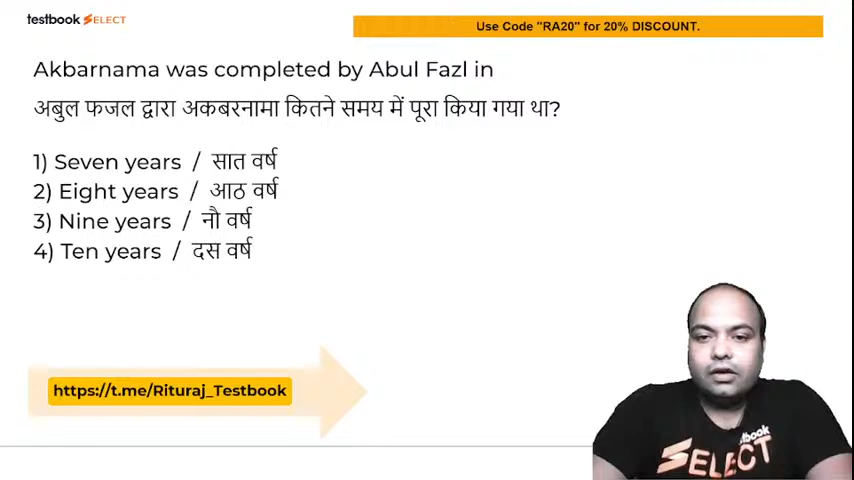 testbook SELECT
Use Code "RA20" for 20% DISCOUNT.
Akbarnama was completed by Abul Fazl in
अबुल फजल द्वारा अकबरनामा कितने समय में पूरा किया गया था?
1) Seven years / सात वर्ष
2) Eight years / आठ वर्ष
3) Nine years / नौ वर्ष
4) Ten years / दस वर्ष
https://t.me/Rituraj_Testbook
SELECT